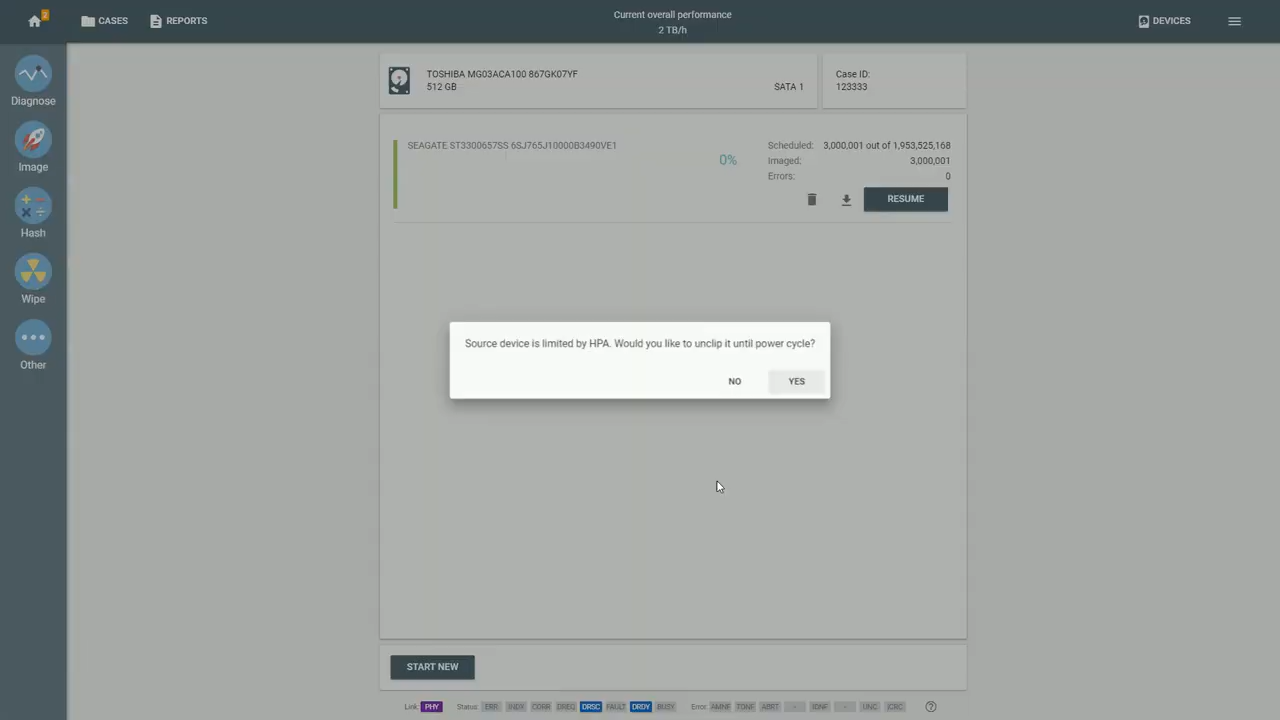 2
CASES
REPORTS
Current overall performance
2 TB/h
DEVICES
Diagnose
Image
Hash
Wipe
Other
TOSHIBA MG03ACA100 867GK07YF
512 GB
SATA 1
Case ID:
123333
SEAGATE ST3300657SS 6SJ765J10000B3490VE1
0%
Scheduled: 3,000,001 out of 1,953,525,168
Imaged: 3,000,001
Errors: 0
RESUME
Source device is limited by HPA. Would you like to unclip it until power cycle?
NO YES
START NEW
Link: PHY Status: ERR INDX CORR DREQ DRSC FAULT DRDY BUSY Error: AMNF T0NF ABRT - IDNF - UNC ICRC